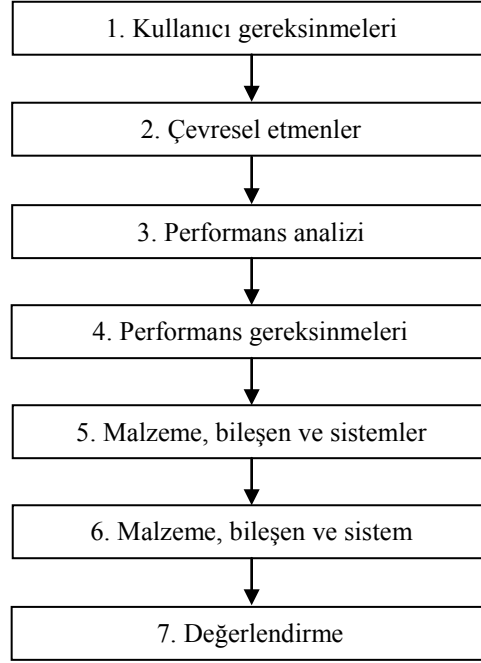 1. Kullanıcı gereksinmeleri
2. Çevresel etmenler
3. Performans analizi
4. Performans gereksinmeleri
5. Malzeme, bileşen ve sistemler
6. Malzeme, bileşen ve sistem
7. Değerlendirme